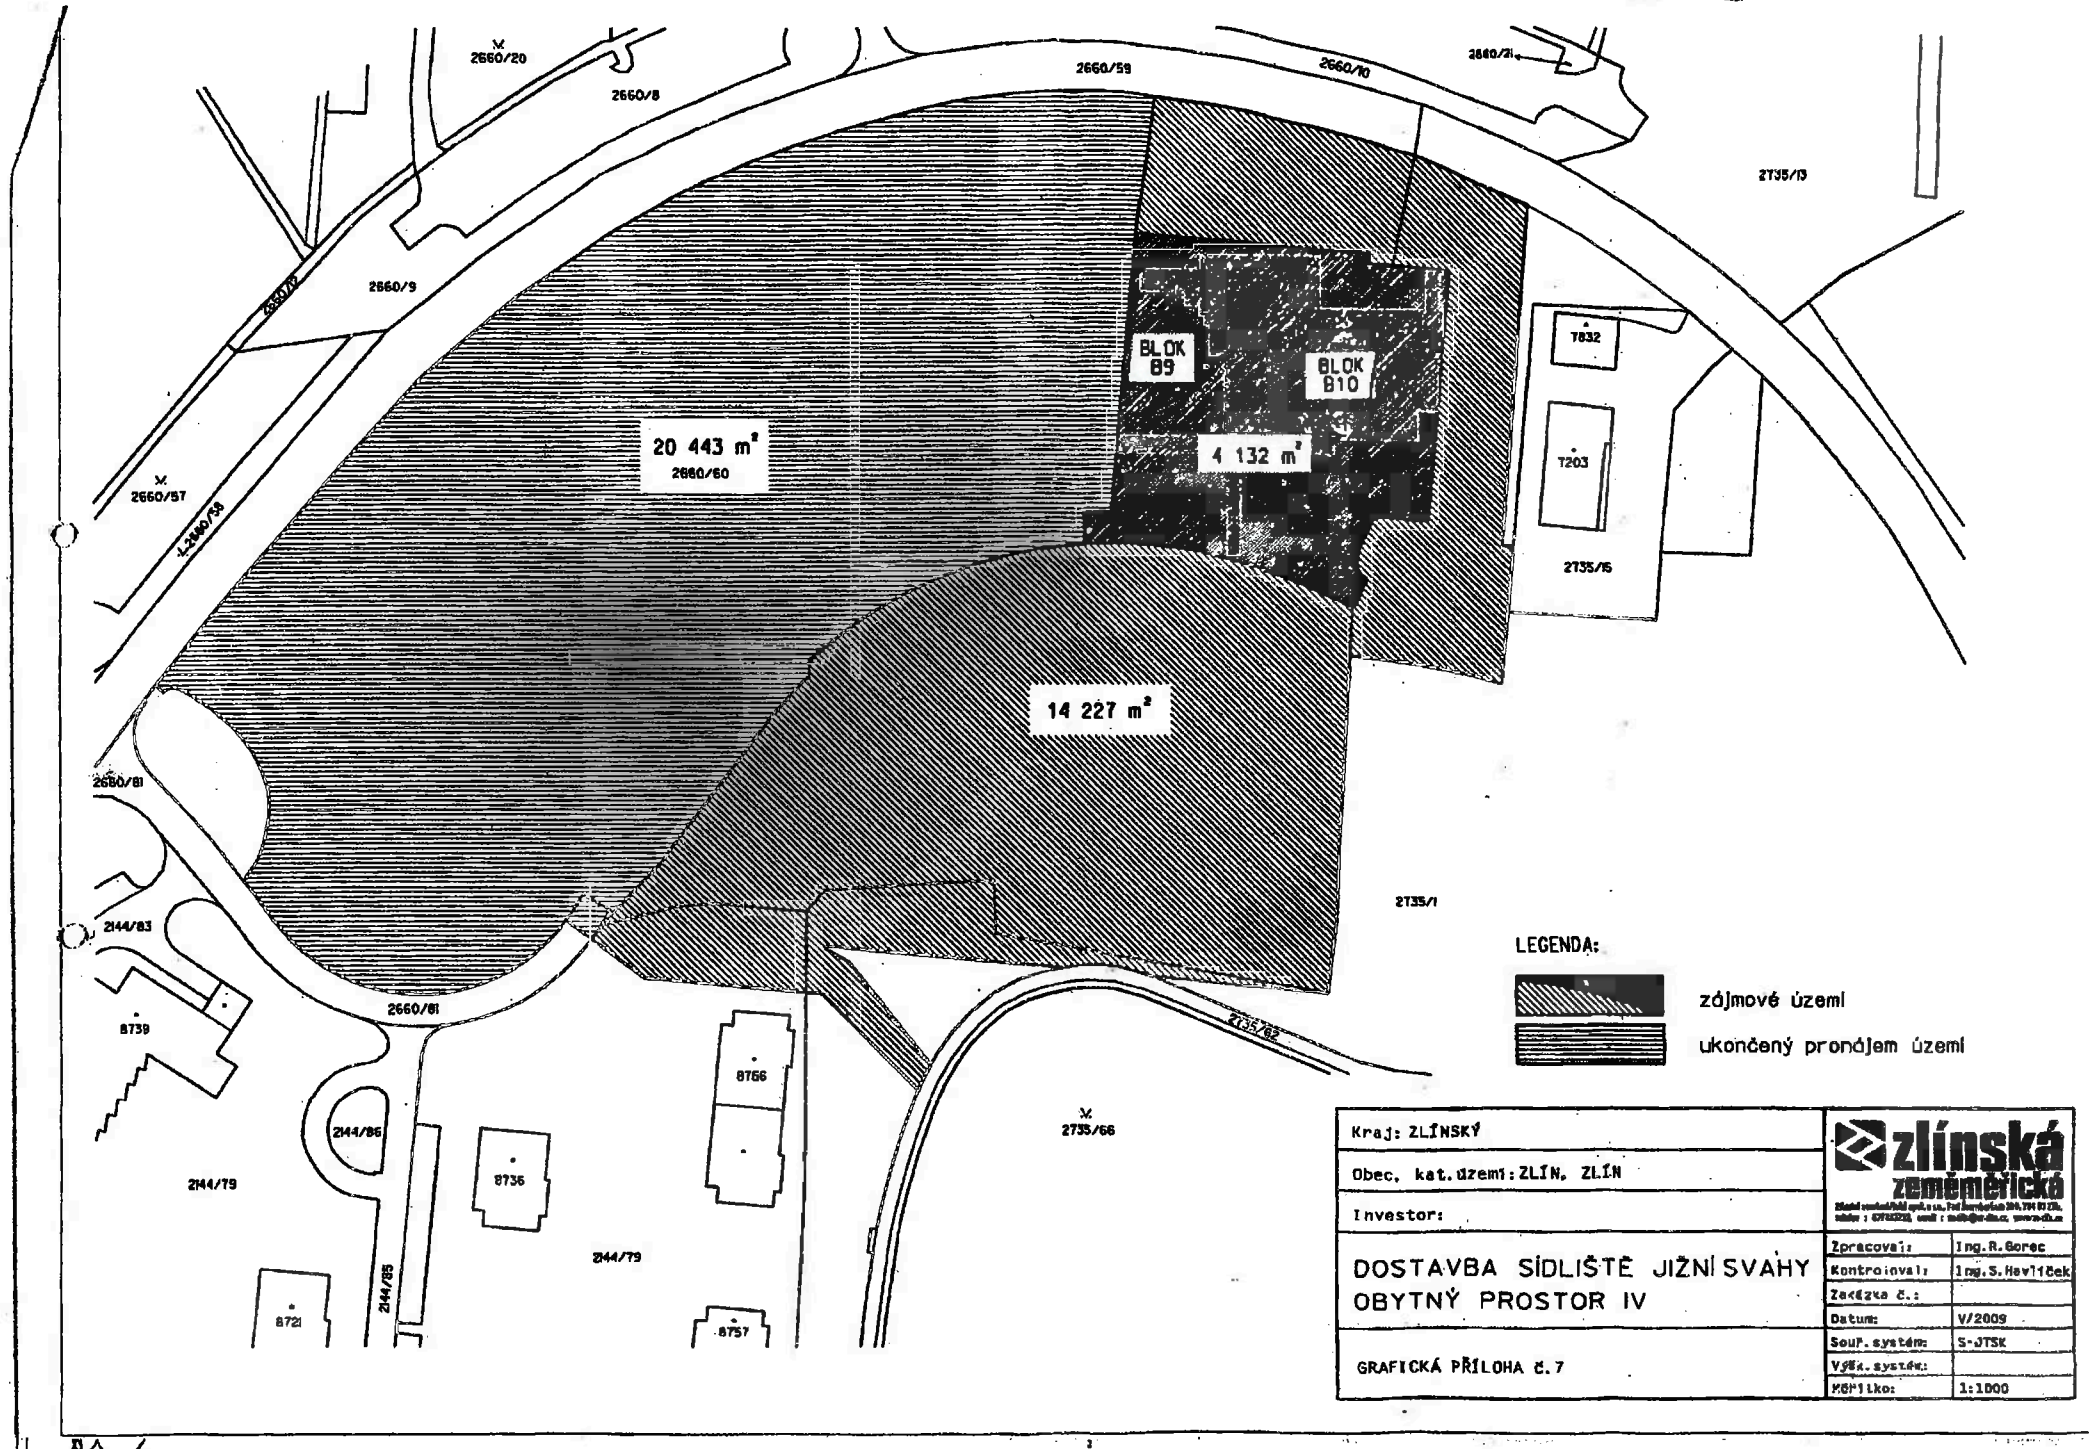 2660/20
2660/8
2660/59
2660/10
2660/21
2735/13
2660/9
T832
BLOK
B9
BLOK
B10
20 443 m²
2660/60
4 132 m²
T203
2660/57
2735/15
14 227 m²
2660/81
2735/1
2144/83
LEGENDA:
zájmové území
ukončený pronájem území
2660/81
8739
2735/62
8766
2735/66
2144/86
8736
2144/79
2144/79
2144/85
8721
8757
Kraj: ZLÍNSKÝ
Obec, kat.území: ZLÍN, ZLÍN
Investor:
DOSTAVBA SÍDLIŠTĚ JIŽNÍ SVAHY
OBYTNÝ PROSTOR IV
GRAFICKÁ PŘÍLOHA č.7
zlínská
zeměměřická
Zpracoval: Ing.R.Gorec
Kontroloval: Ing.S.Havlíček
Zakázka č.:
Datum: V/2009
Souř.systém: S-JTSK
Výšk.systém:
Měřítko: 1:1000